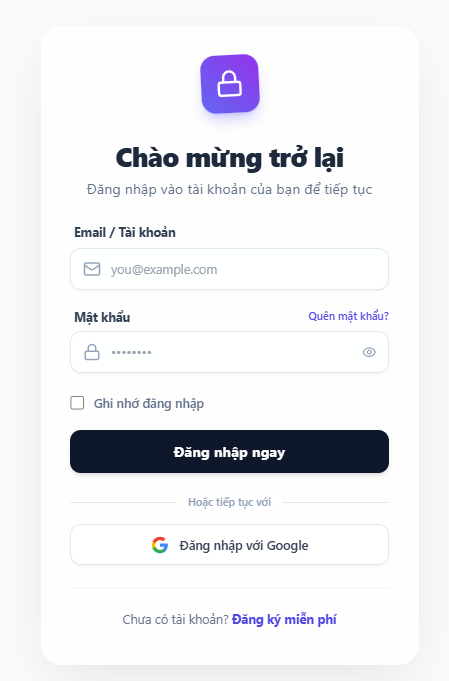 Chào mừng trở lại
Đăng nhập vào tài khoản của bạn để tiếp tục
Email / Tài khoản
you@example.com
Mật khẩu
Quên mật khẩu?
••••••••
Ghi nhớ đăng nhập
Đăng nhập ngay
Hoặc tiếp tục với
Đăng nhập với Google
Chưa có tài khoản? Đăng ký miễn phí